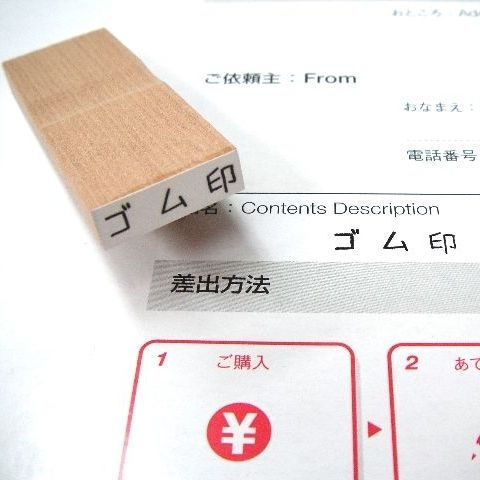 おところ：Ad
ご依頼主：From
おなまえ：
電話番号
名：Contents Description
ゴム印
ゴム印
差出方法
1 ご購入
2 あて
¥